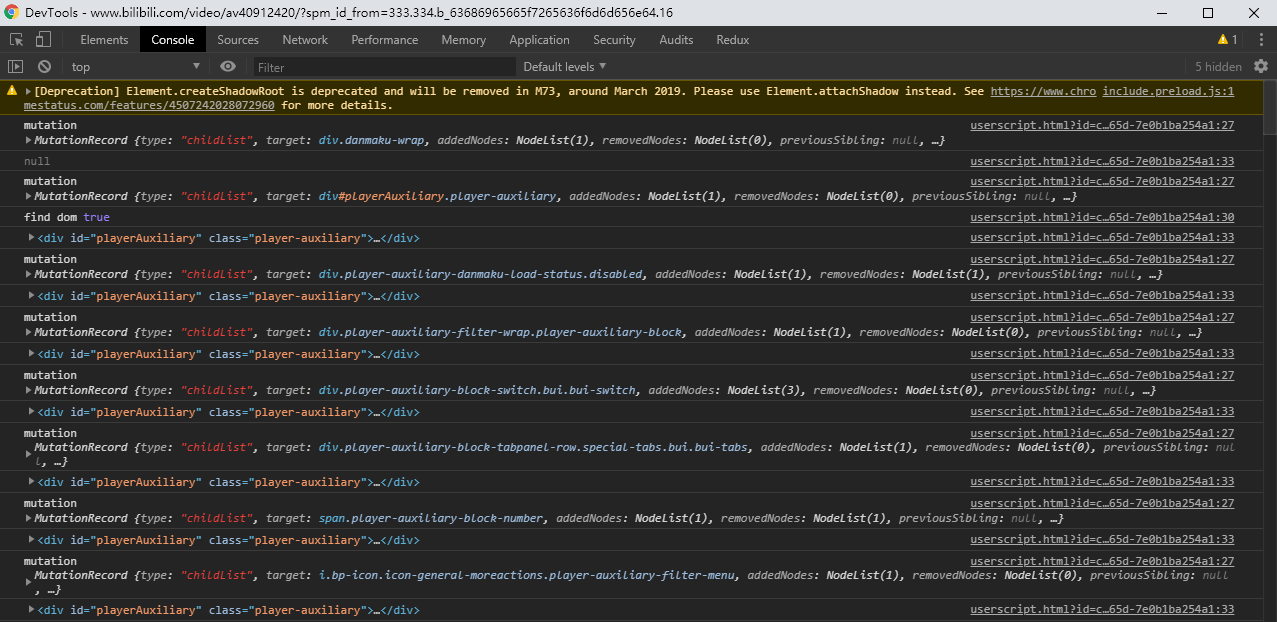 DevTools - www.bilibili.com/video/av40912420/?spm_id_from=333.334.b_63686965665f7265636f6d6d656e64.16
Elements Console Sources Network Performance Memory Application Security Audits Redux 1
top Filter Default levels 5 hidden
[Deprecation] Element.createShadowRoot is deprecated and will be removed in M73, around March 2019. Please use Element.attachShadow instead. See https://www.chro include.preload.js:1
mestatus.com/features/4507242028072960 for more details.
mutation userscript.html?id=c…65d-7e0b1ba254a1:27
MutationRecord {type: "childList", target: div.danmaku-wrap, addedNodes: NodeList(1), removedNodes: NodeList(0), previousSibling: null, …}
null userscript.html?id=c…65d-7e0b1ba254a1:33
mutation userscript.html?id=c…65d-7e0b1ba254a1:27
MutationRecord {type: "childList", target: div#playerAuxiliary.player-auxiliary, addedNodes: NodeList(1), removedNodes: NodeList(0), previousSibling: null, …}
find dom true userscript.html?id=c…65d-7e0b1ba254a1:30
<div id="playerAuxiliary" class="player-auxiliary">…</div> userscript.html?id=c…65d-7e0b1ba254a1:33
mutation userscript.html?id=c…65d-7e0b1ba254a1:27
MutationRecord {type: "childList", target: div.player-auxiliary-danmaku-load-status.disabled, addedNodes: NodeList(1), removedNodes: NodeList(1), previousSibling: null, …}
<div id="playerAuxiliary" class="player-auxiliary">…</div> userscript.html?id=c…65d-7e0b1ba254a1:33
mutation userscript.html?id=c…65d-7e0b1ba254a1:27
MutationRecord {type: "childList", target: div.player-auxiliary-filter-wrap.player-auxiliary-block, addedNodes: NodeList(1), removedNodes: NodeList(0), previousSibling: null, …}
<div id="playerAuxiliary" class="player-auxiliary">…</div> userscript.html?id=c…65d-7e0b1ba254a1:33
mutation userscript.html?id=c…65d-7e0b1ba254a1:27
MutationRecord {type: "childList", target: div.player-auxiliary-block-switch.bui.bui-switch, addedNodes: NodeList(3), removedNodes: NodeList(0), previousSibling: null, …}
<div id="playerAuxiliary" class="player-auxiliary">…</div> userscript.html?id=c…65d-7e0b1ba254a1:33
mutation userscript.html?id=c…65d-7e0b1ba254a1:27
MutationRecord {type: "childList", target: div.player-auxiliary-block-tabpanel-row.special-tabs.bui.bui-tabs, addedNodes: NodeList(1), removedNodes: NodeList(0), previousSibling: nul
l, …}
<div id="playerAuxiliary" class="player-auxiliary">…</div> userscript.html?id=c…65d-7e0b1ba254a1:33
mutation userscript.html?id=c…65d-7e0b1ba254a1:27
MutationRecord {type: "childList", target: span.player-auxiliary-block-number, addedNodes: NodeList(1), removedNodes: NodeList(1), previousSibling: null, …}
<div id="playerAuxiliary" class="player-auxiliary">…</div> userscript.html?id=c…65d-7e0b1ba254a1:33
mutation userscript.html?id=c…65d-7e0b1ba254a1:27
MutationRecord {type: "childList", target: i.bp-icon.icon-general-moreactions.player-auxiliary-filter-menu, addedNodes: NodeList(1), removedNodes: NodeList(0), previousSibling: null
, …}
<div id="playerAuxiliary" class="player-auxiliary">…</div> userscript.html?id=c…65d-7e0b1ba254a1:33